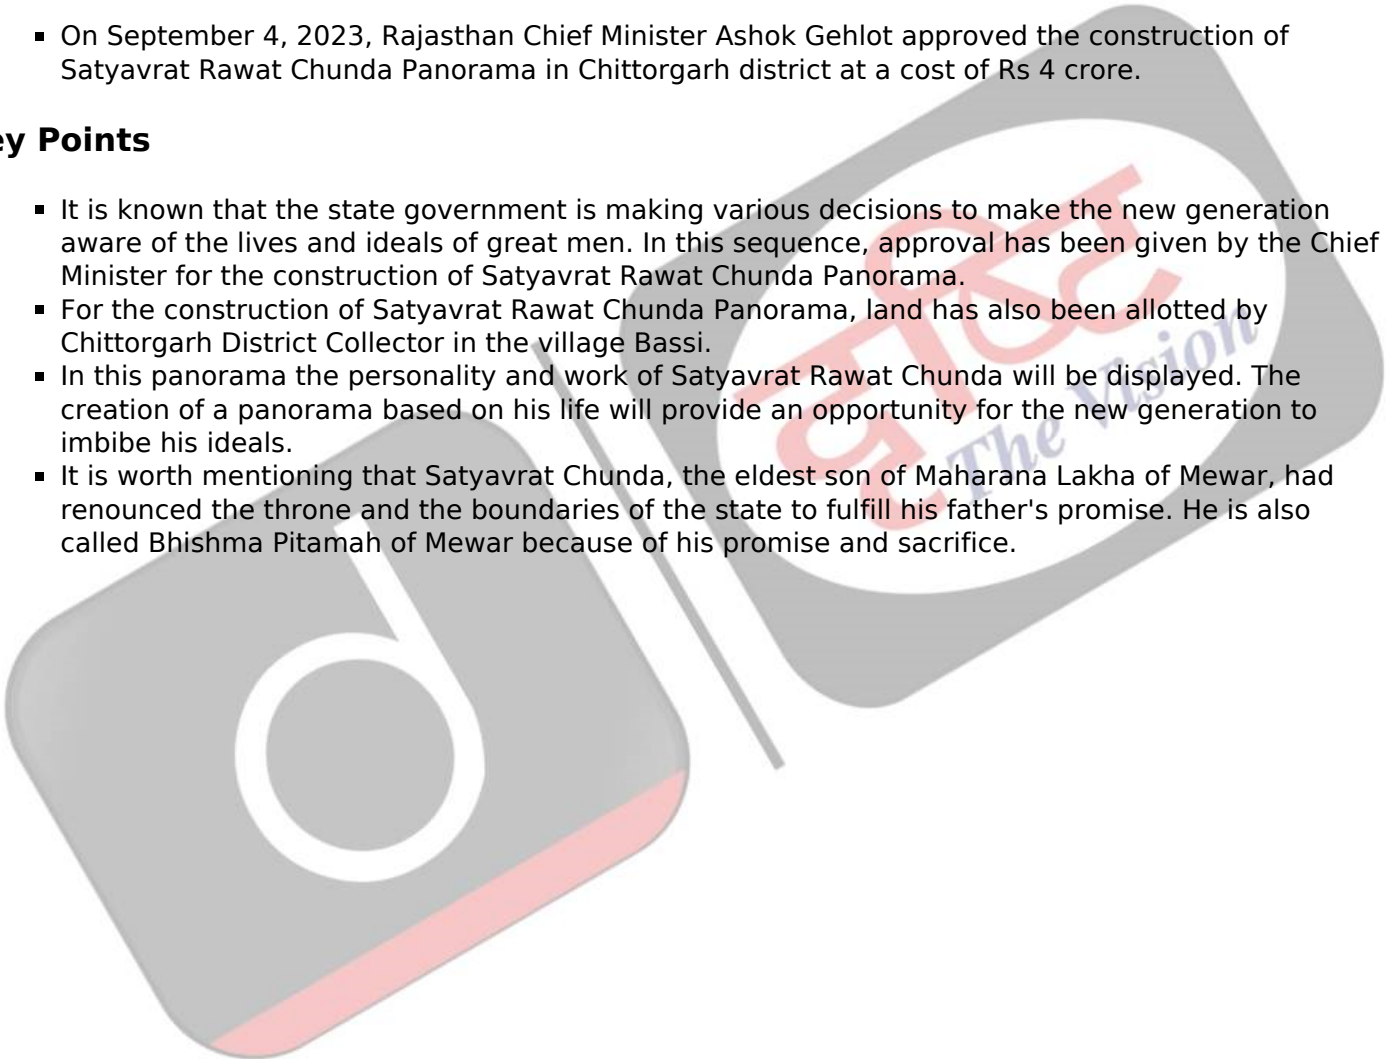 ▪ On September 4, 2023, Rajasthan Chief Minister Ashok Gehlot approved the construction of
Satyavrat Rawat Chunda Panorama in Chittorgarh district at a cost of Rs 4 crore.
ey Points
▪ It is known that the state government is making various decisions to make the new generation
aware of the lives and ideals of great men. In this sequence, approval has been given by the Chief
Minister for the construction of Satyavrat Rawat Chunda Panorama.
▪ For the construction of Satyavrat Rawat Chunda Panorama, land has also been allotted by
Chittorgarh District Collector in the village Bassi.
▪ In this panorama the personality and work of Satyavrat Rawat Chunda will be displayed. The
creation of a panorama based on his life will provide an opportunity for the new generation to
imbibe his ideals.
▪ It is worth mentioning that Satyavrat Chunda, the eldest son of Maharana Lakha of Mewar, had
renounced the throne and the boundaries of the state to fulfill his father's promise. He is also
called Bhishma Pitamah of Mewar because of his promise and sacrifice.
d
दृष्टि
The Vision